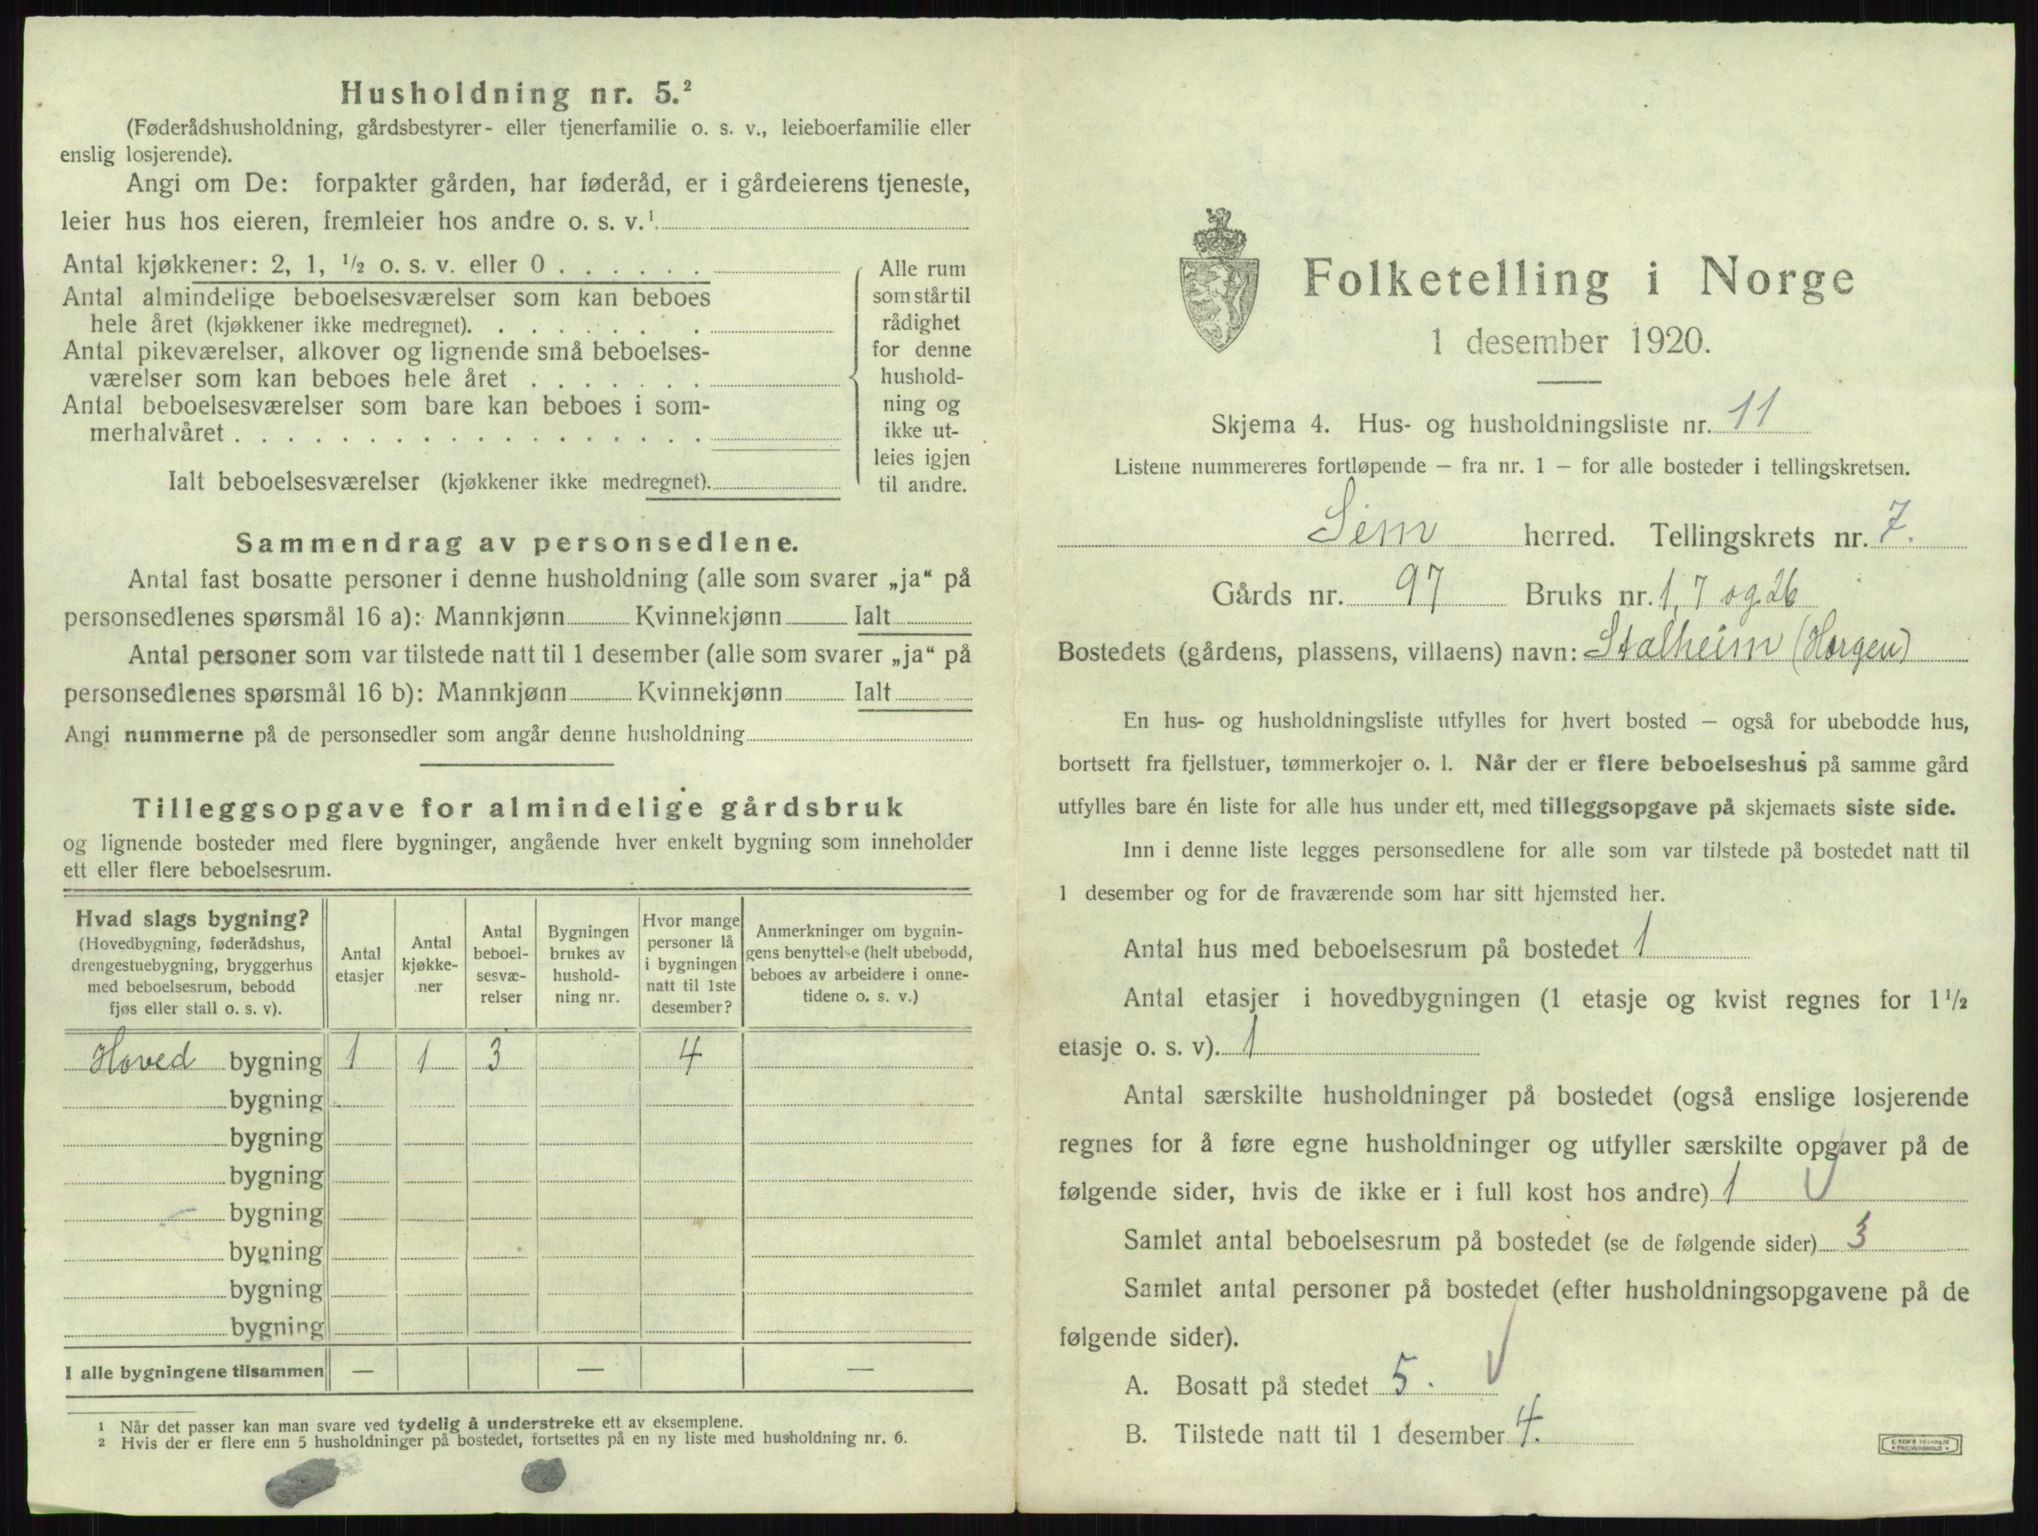 Husholdning nr. 5.²
(Føderådshusholdning, gårdsbestyrer- eller tjenerfamilie o. s. v., leieboerfamilie eller
enslig losjerende).
Angi om De: forpakter gården, har føderåd, er i gårdeierens tjeneste,
leier hus hos eieren, fremleier hos andre o. s. v.¹
Antal kjøkkener: 2, 1, ½ o. s. v. eller 0 . . . . . .
Antal almindelige beboelsesværelser som kan beboes
hele året (kjøkkener ikke medregnet). . . . . . . .
Antal pikeværelser, alkover og lignende små beboelses-
værelser som kan beboes hele året . . . . . . .
Antal beboelsesværelser som bare kan beboes i som-
merhalvåret . . . . . . . . . . . . . . . . . .
Ialt beboelsesværelser (kjøkkener ikke medregnet).
Alle rum
som står til
rådighet
for denne
hushold-
ning og
ikke ut-
leies igjen
til andre.
Sammendrag av personsedlene.
Antal fast bosatte personer i denne husholdning (alle som svarer „ja“ på
personsedlenes spørsmål 16 a): Mannkjønn Kvinnekjønn Ialt
Antal personer som var tilstede natt til 1 desember (alle som svarer „ja“ på
personsedlenes spørsmål 16 b): Mannkjønn Kvinnekjønn Ialt
Angi nummerne på de personsedler som angår denne husholdning
Tilleggsopgave for almindelige gårdsbruk
og lignende bosteder med flere bygninger, angående hver enkelt bygning som inneholder
ett eller flere beboelsesrum.
Hvad slags bygning?
(Hovedbygning, føderådshus,
drengestuebygning, bryggerhus
med beboelsesrum, bebodd
fjøs eller stall o. s. v).
Antal
etasjer
Antal
kjøkke-
ner
Antal
beboel-
sesvæ-
relser
Bygningen
brukes av
hushold-
ning nr.
Hvor mange
personer lå
i bygningen
natt til 1ste
desember?
Anmerkninger om bygnin-
gens benyttelse (helt ubebodd,
beboes av arbeidere i onne-
tidene o. s. v.)
Hoved bygning 1 1 3 4
bygning
bygning
bygning
bygning
bygning
bygning
bygning
I alle bygningene tilsammen — — —
1 Når det passer kan man svare ved tydelig å understreke ett av eksemplene.
2 Hvis der er flere enn 5 husholdninger på bostedet, fortsettes på en ny liste med husholdning nr. 6.
Folketelling i Norge
1 desember 1920.
Skjema 4. Hus- og husholdningsliste nr. 11
Listene nummereres fortløpende — fra nr. 1 — for alle bosteder i tellingskretsen.
Sem herred. Tellingskrets nr. 7.
Gårds nr. 97 Bruks nr. 1, 7 og 26
Bostedets (gårdens, plassens, villaens) navn: Stalheim (Horgen)
En hus- og husholdningsliste utfylles for hvert bosted — også for ubebodde hus,
bortsett fra fjellstuer, tømmerkojer o. l. Når der er flere beboelseshus på samme gård
utfylles bare én liste for alle hus under ett, med tilleggsopgave på skjemaets siste side.
Inn i denne liste legges personsedlene for alle som var tilstede på bostedet natt til
1 desember og for de fraværende som har sitt hjemsted her.
Antal hus med beboelsesrum på bostedet 1
Antal etasjer i hovedbygningen (1 etasje og kvist regnes for 1½
etasje o. s. v). 1
Antal særskilte husholdninger på bostedet (også enslige losjerende
regnes for å føre egne husholdninger og utfyller særskilte opgaver på de
følgende sider, hvis de ikke er i full kost hos andre) 1
Samlet antal beboelsesrum på bostedet (se de følgende sider) 3
Samlet antal personer på bostedet (efter husholdningsopgavene på de
følgende sider).
A. Bosatt på stedet 5.
B. Tilstede natt til 1 desember 4.